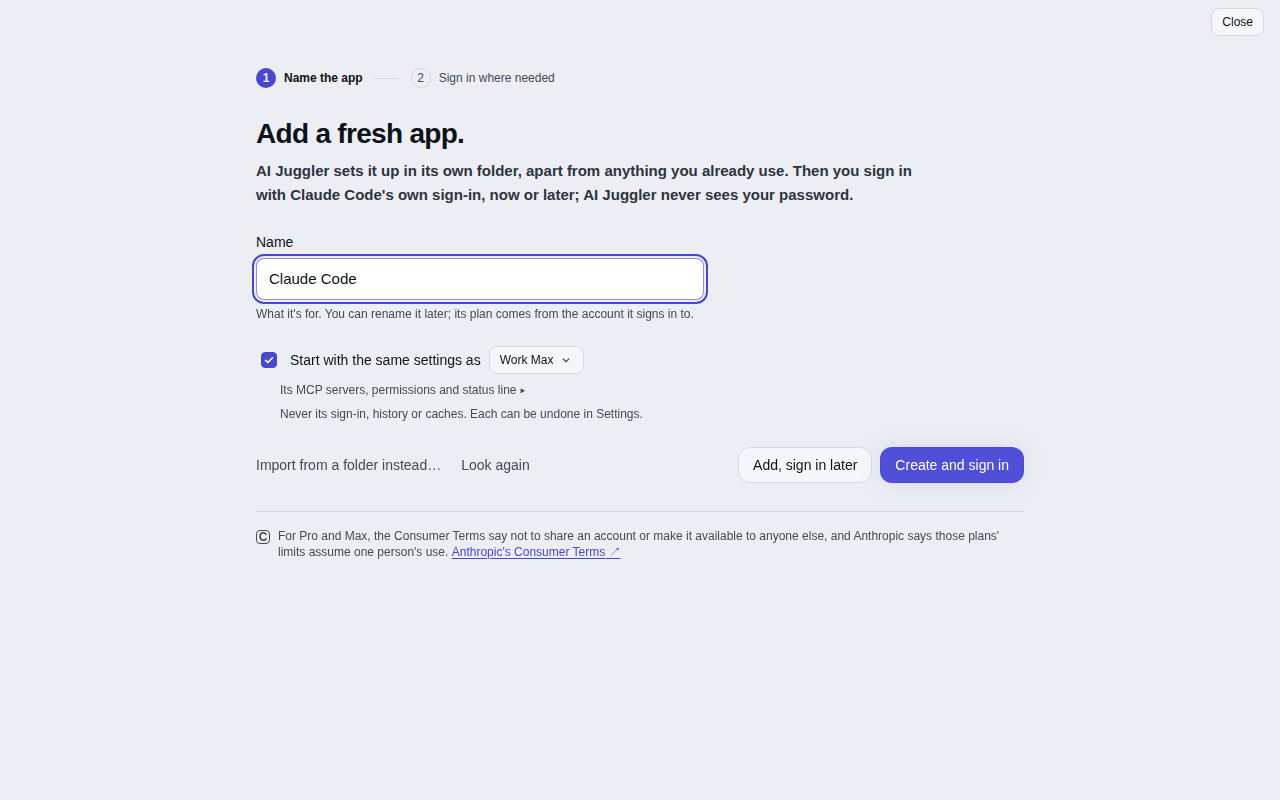 Close
1 Name the app
2 Sign in where needed
Add a fresh app.
AI Juggler sets it up in its own folder, apart from anything you already use. Then you sign in
with Claude Code's own sign-in, now or later; AI Juggler never sees your password.
Name
Claude Code
What it's for. You can rename it later; its plan comes from the account it signs in to.
Start with the same settings as Work Max
Its MCP servers, permissions and status line ▸
Never its sign-in, history or caches. Each can be undone in Settings.
Import from a folder instead… Look again Add, sign in later Create and sign in
C For Pro and Max, the Consumer Terms say not to share an account or make it available to anyone else, and Anthropic says those plans'
limits assume one person's use. Anthropic's Consumer Terms ↗